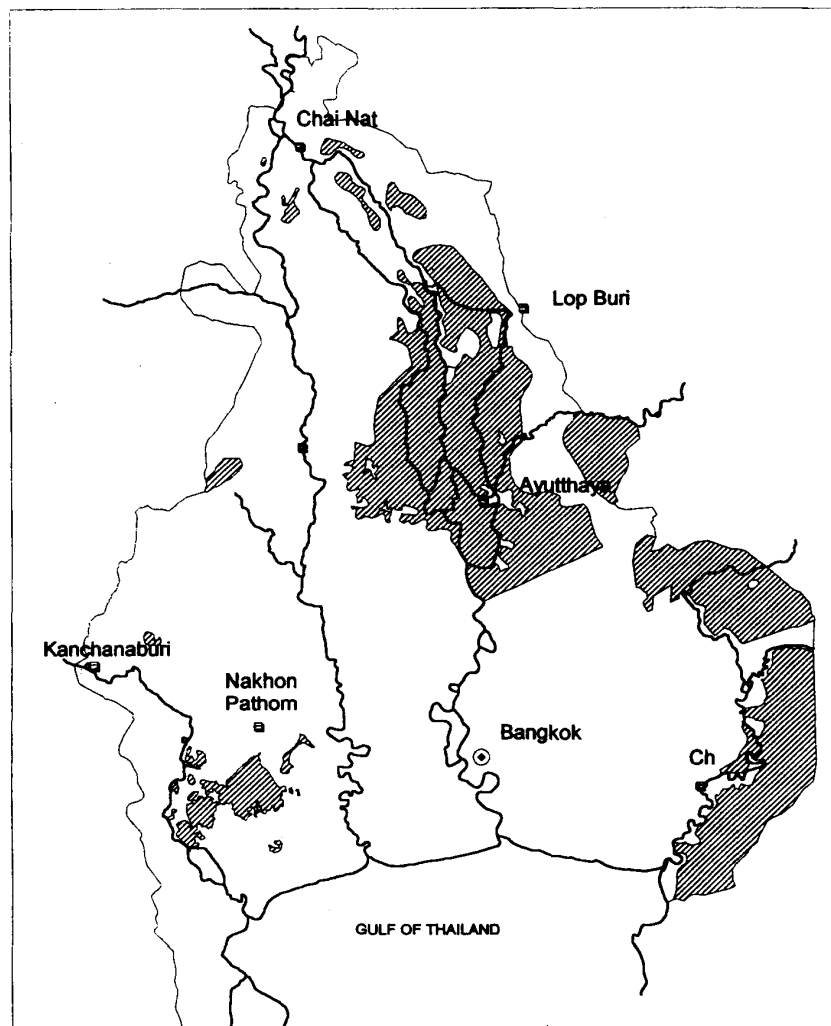 Chai Nat
Lop Buri
Ayutthaya
Kanchanaburi
Nakhon
Pathom
Bangkok
Ch
GULF OF THAILAND